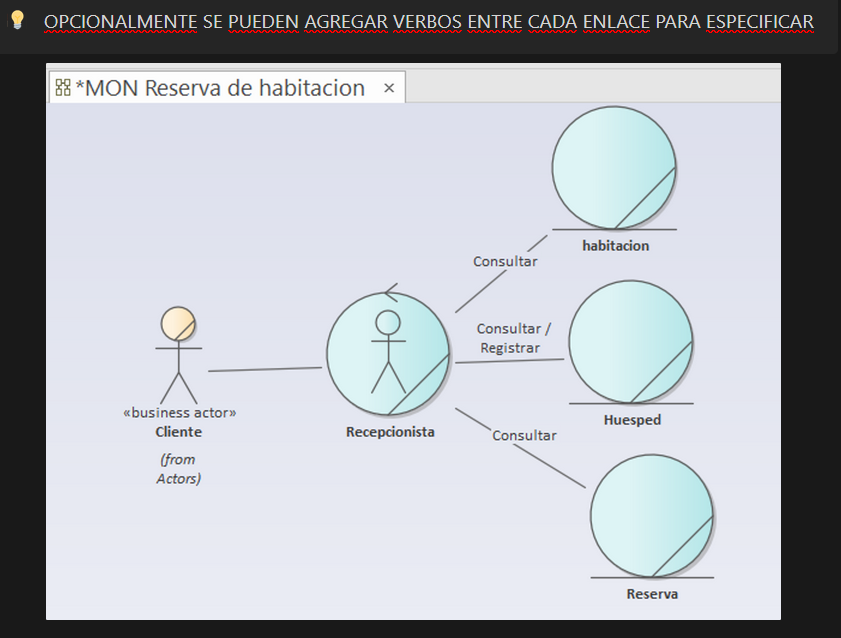 OPCIONALMENTE SE PUEDEN AGREGAR VERBOS ENTRE CADA ENLACE PARA ESPECIFICAR
*MON Reserva de habitacion ×
habitacion
Consultar
Consultar /
Registrar
Huesped
«business actor»
Cliente
(from
Actors)
Recepcionista
Consultar
Reserva